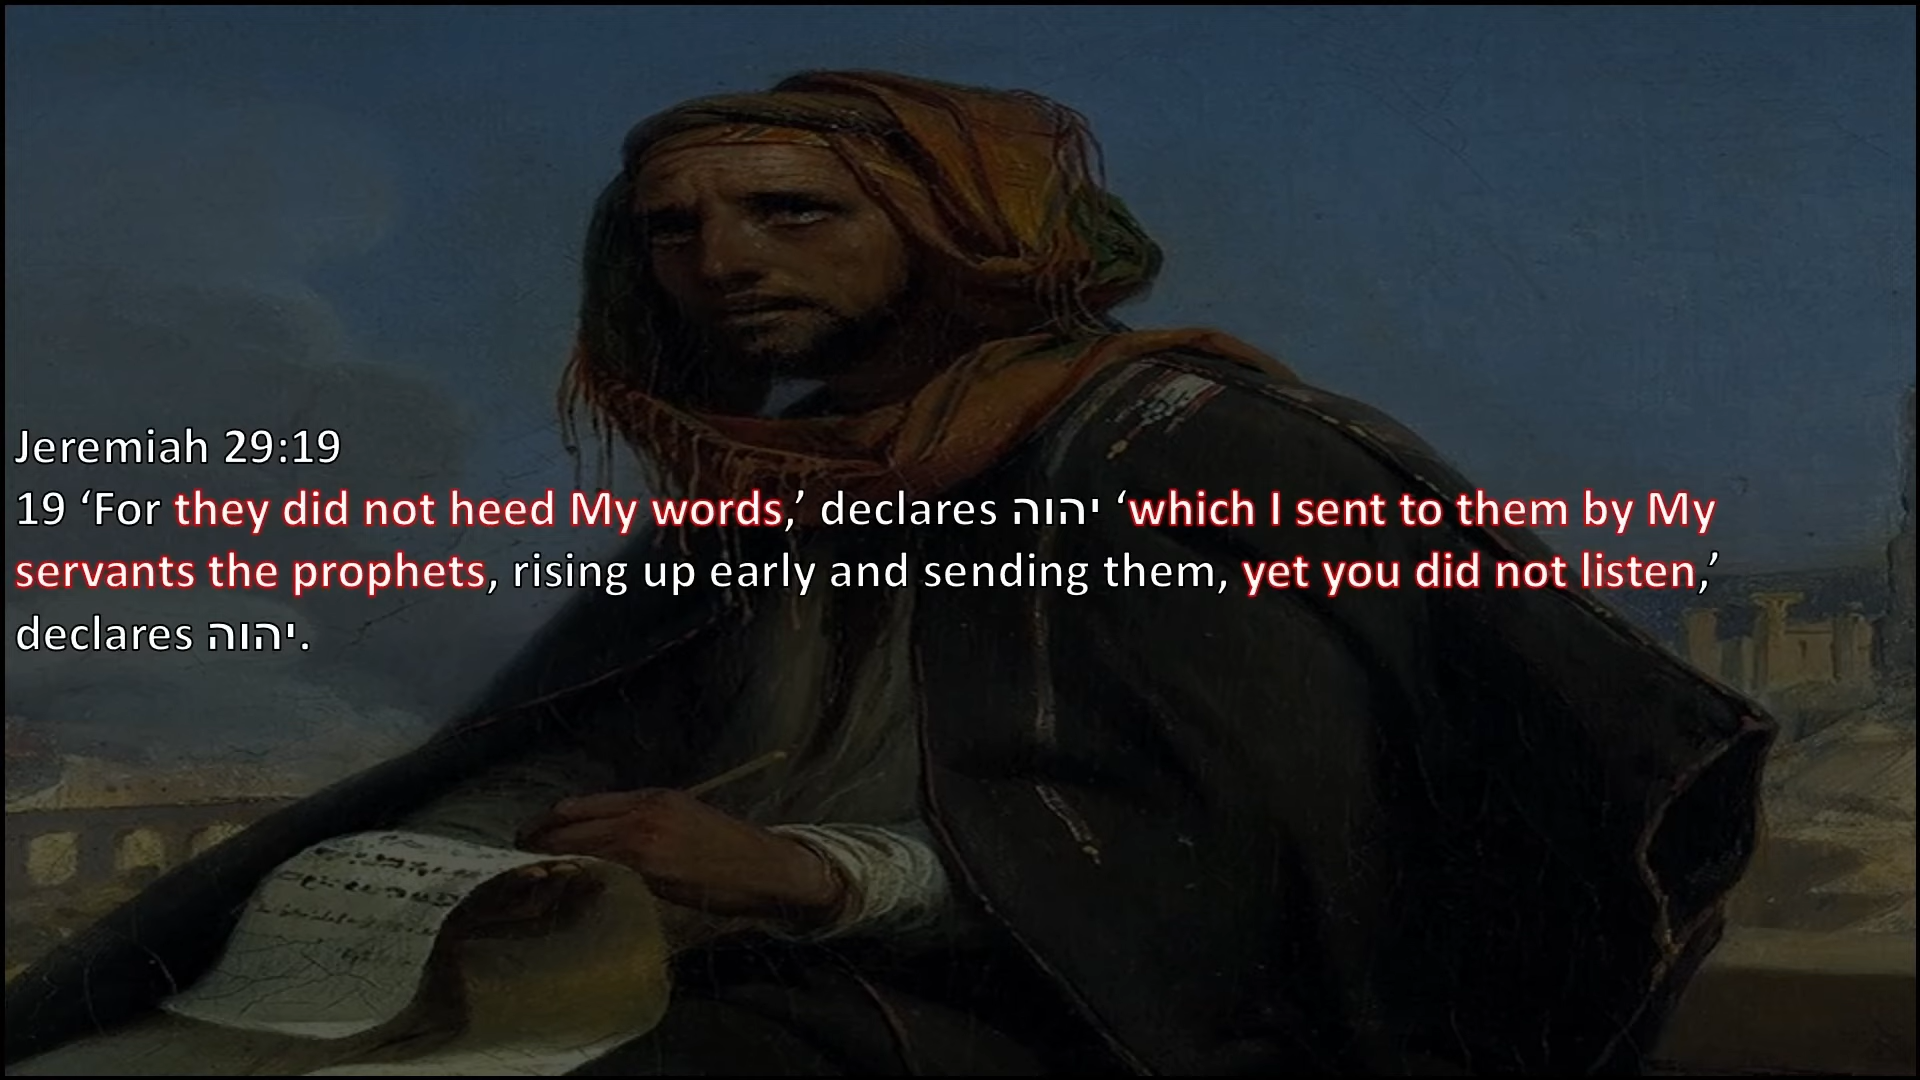 Jeremiah 29:19
19 ‘For they did not heed My words,’ declares יהוה ‘which I sent to them by My
servants the prophets, rising up early and sending them, yet you did not listen,’
declares יהוה.